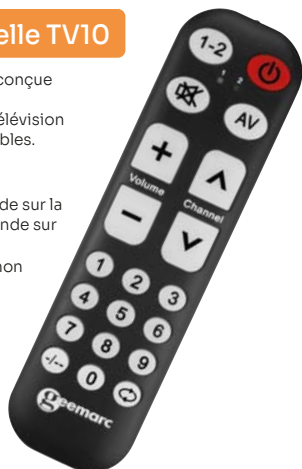 elle TV10
conçue
élévision
bles.
de sur la
nde sur
non
1-2
1 2
AV
+
Volume
Channel
-
1 2 3
4 5 6
7 8 9
-/-- 0
geemarc